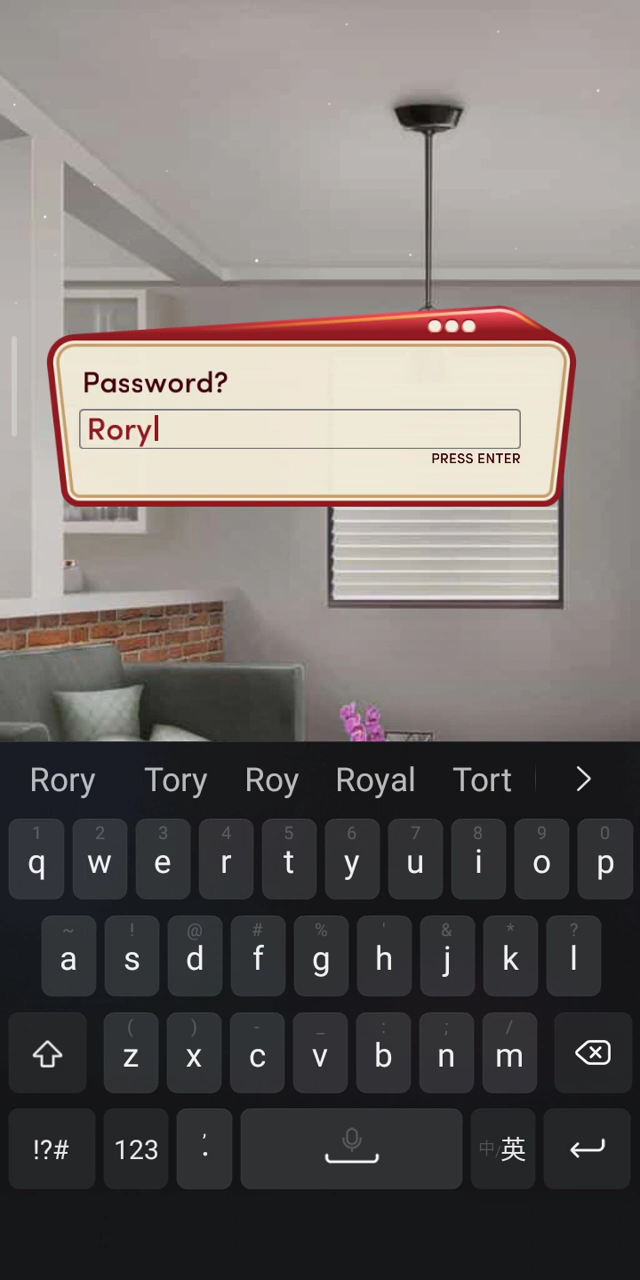 Password?
Rory
PRESS ENTER
Rory Tory Roy Royal Tort
1 2 3 4 5 6 7 8 9 0
q w e r t y u i o p
~ ! @ # % ' & * ?
a s d f g h j k l
( ) - _ : ; /
z x c v b n m
!?# 123 , . 中/英